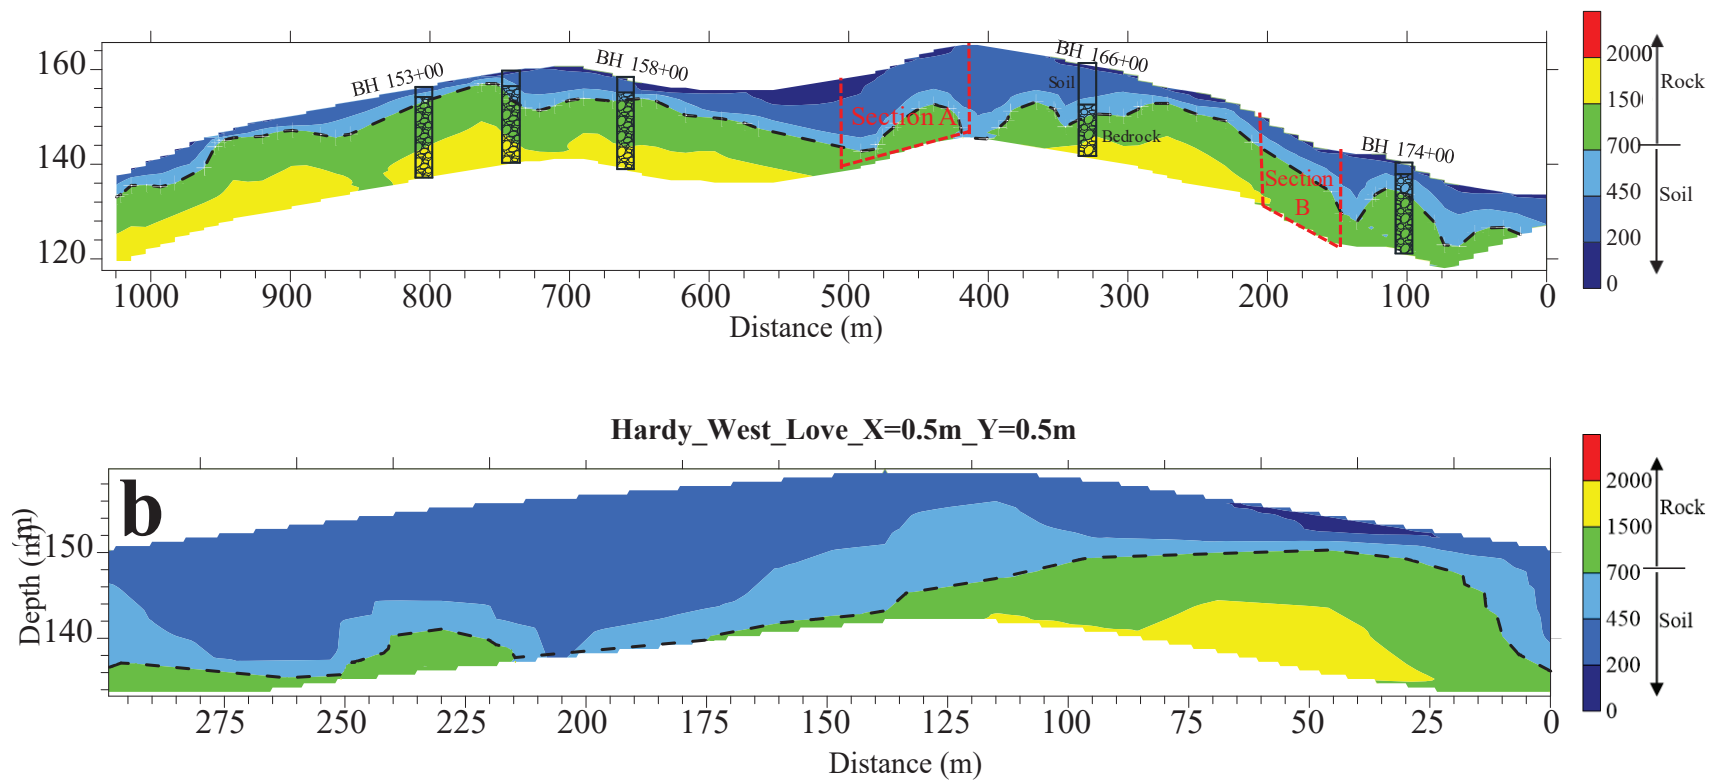 160
140
120
BH 153+00
BH 158+00
BH 166+00
BH 174+00
Soil
Bedrock
Section A
Section
B
1000 900 800 700 600 500 400 300 200 100 0
Distance (m)
2000
150
700
450
200
0
Rock
Soil
Hardy_West_Love_X=0.5m_Y=0.5m
b
Depth (m)
150
140
275 250 225 200 175 150 125 100 75 50 25 0
Distance (m)
2000
1500
700
450
200
0
Rock
Soil